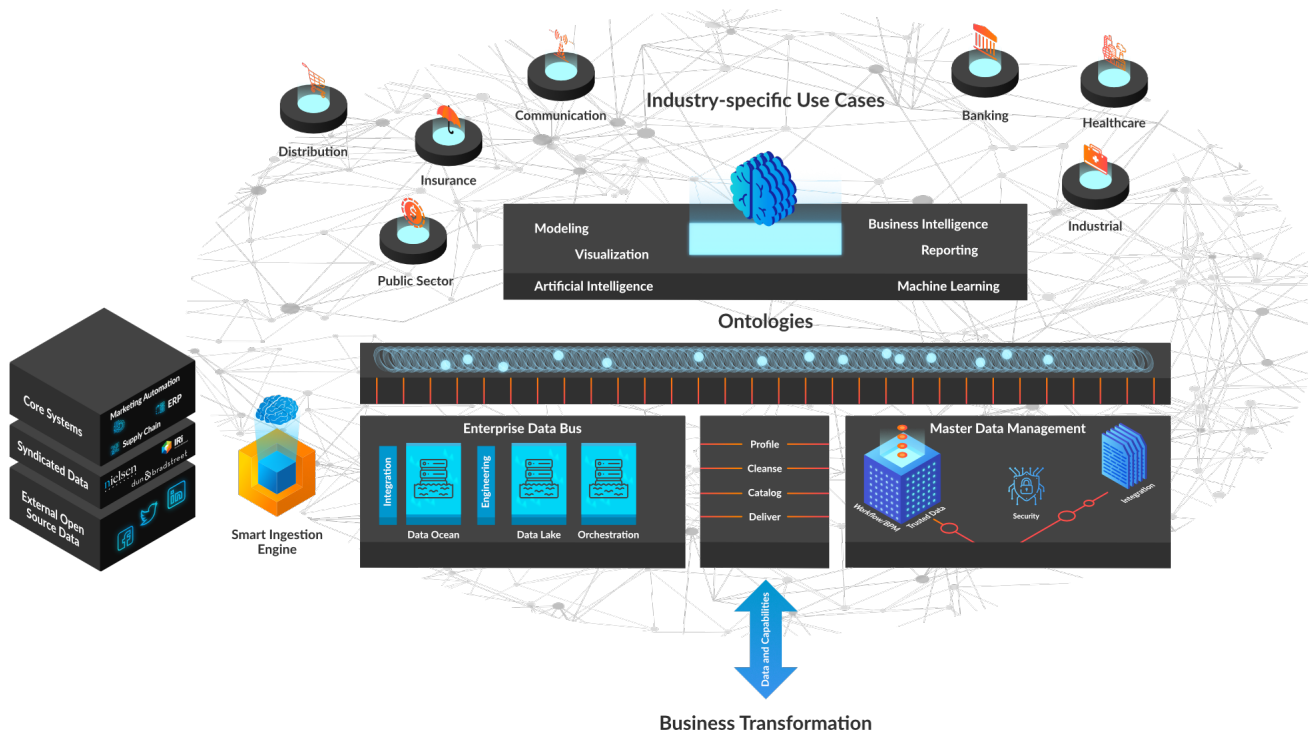 Industry-specific Use Cases
Distribution
Insurance
Communication
Public Sector
Banking
Healthcare
Industrial
Modeling
Visualization
Business Intelligence
Reporting
Artificial Intelligence
Machine Learning
Ontologies
Core Systems
Marketing Automation
ERP
Supply Chain
Syndicated Data
nielsen
IRi
dun & bradstreet
External Open
Source Data
Smart Ingestion
Engine
Enterprise Data Bus
Integration
Data Ocean
Engineering
Data Lake
Orchestration
Profile
Cleanse
Catalog
Deliver
Master Data Management
Workflow/BPM
Trusted Data
Security
Integration
Data and Capabilities
Business Transformation